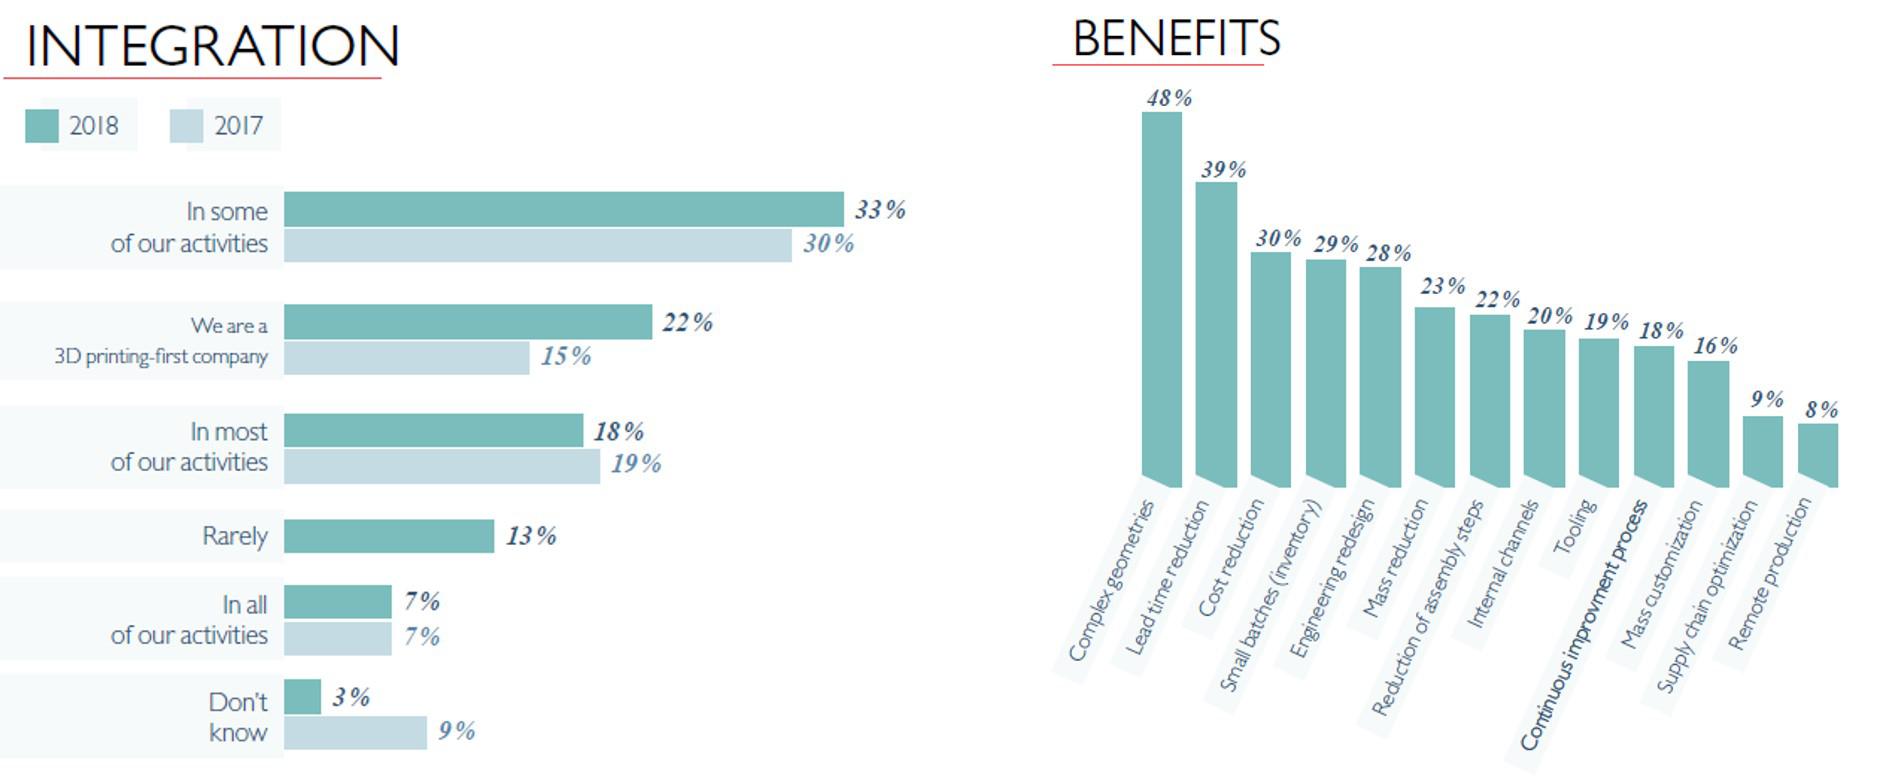 INTEGRATION
2018
2017
In some
of our activities
33%
30%
We are a
3D printing-first company
22%
15%
In most
of our activities
18%
19%
Rarely
13%
In all
of our activities
7%
7%
Don't
know
3%
9%
BENEFITS
48%
39%
30%
29%
28%
23%
22%
20%
19%
18%
16%
9%
8%
Complex geometries
Lead time reduction
Cost reduction
Small batches (inventory)
Engineering redesign
Mass reduction
Reduction of assembly steps
Internal channels
Tooling
Continuous improvment process
Mass customization
Supply chain optimization
Remote production